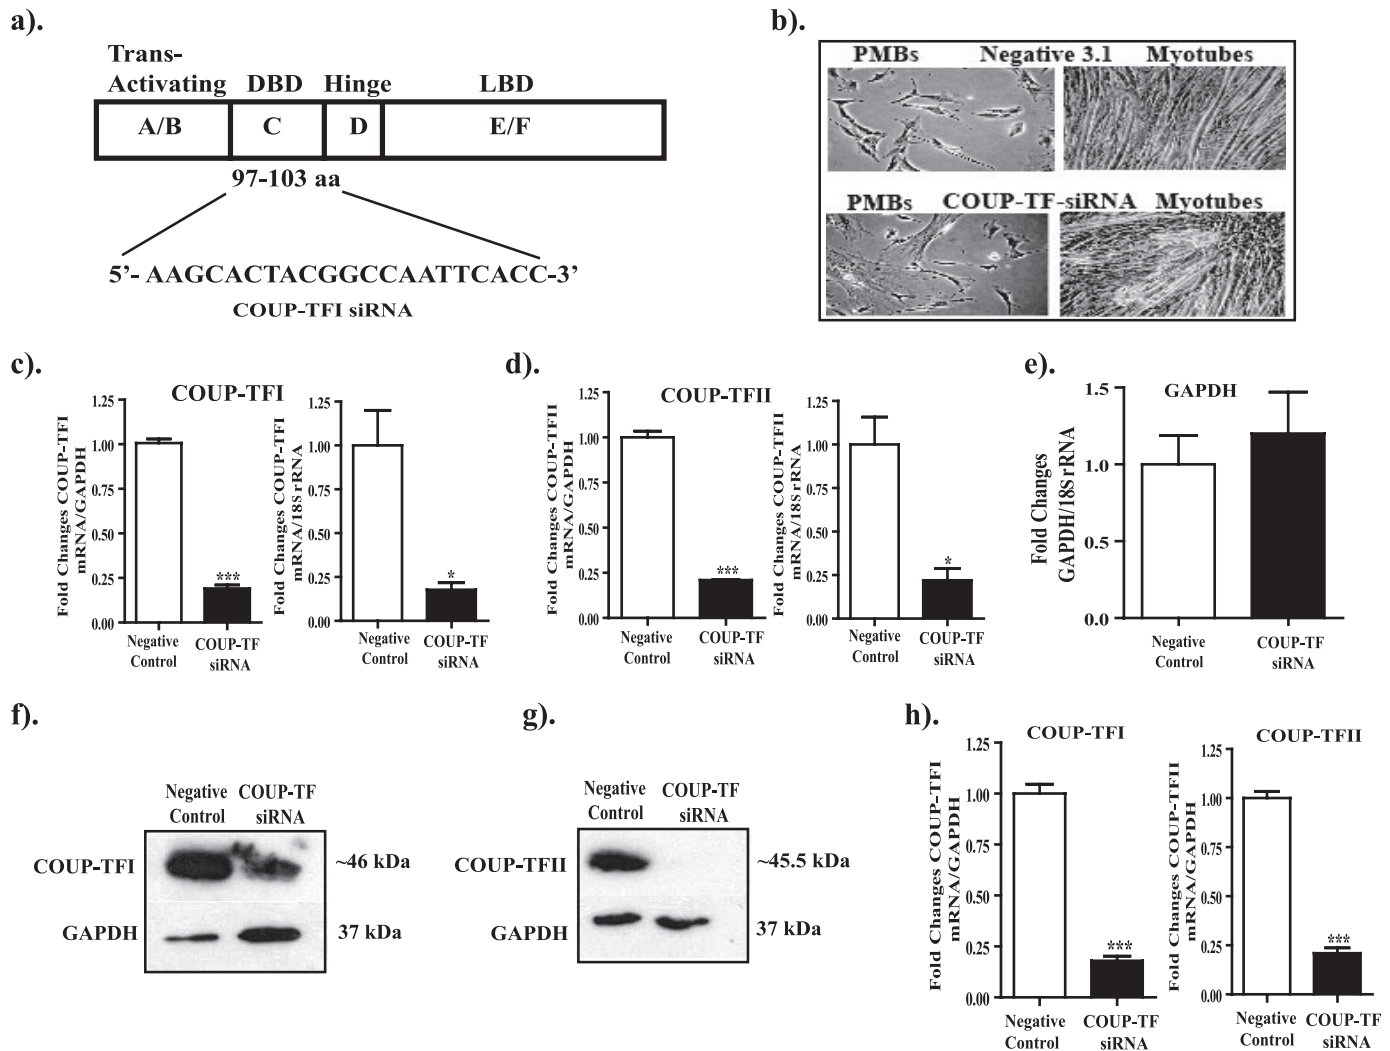 a).
Trans-
Activating DBD Hinge LBD
A/B C D E/F
97-103 aa
5'- AAGCACTACGGCCAATTCACC-3'
COUP-TFI siRNA
b).
PMBs Negative 3.1 Myotubes
PMBs COUP-TF-siRNA Myotubes
c).
COUP-TFI
Fold Changes COUP-TFI
mRNA/GAPDH
1.25
1.00
0.75
0.50
0.25
0.00
***
Negative
Control
COUP-TF
siRNA
Fold Changes COUP-TFI
mRNA/18S rRNA
1.25
1.00
0.75
0.50
0.25
0.00
*
Negative
Control
COUP-TF
siRNA
d).
COUP-TFII
Fold Changes COUP-TFII
mRNA/GAPDH)
1.25
1.00
0.75
0.50
0.25
0.00
***
Negative
Control
COUP-TF
siRNA
Fold Changes COUP-TFII
mRNA/18S rRNA
1.25
1.00
0.75
0.50
0.25
0.00
*
Negative
Control
COUP-TF
siRNA
e).
GAPDH
Fold Changes
GAPDH/18S rRNA
1.5
1.0
0.5
0.0
Negative
Control
COUP-TF
siRNA
f).
Negative
Control
COUP-TF
siRNA
COUP-TFI ~46 kDa
GAPDH 37 kDa
g).
Negative
Control
COUP-TF
siRNA
COUP-TFII ~45.5 kDa
GAPDH 37 kDa
h).
COUP-TFI
Fold Changes COUP-TFI
mRNA/GAPDH
1.25
1.00
0.75
0.50
0.25
0.00
***
Negative
Control
COUP-TF
siRNA
COUP-TFII
Fold Changes COUP-TFII
mRNA/GAPDH
1.25
1.00
0.75
0.50
0.25
0.00
***
Negative
Control
COUP-TF
siRNA